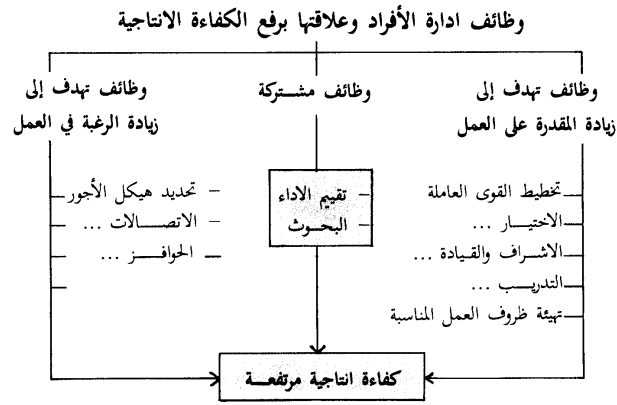 وظائف ادارة الأفراد وعلاقتها برفع الكفاءة الانتاجية
وظائف تهدف إلى
زيادة المقدرة على العمل
تخطيط القوى العاملة
الاختيار ...
الاشراف والقيادة ...
التدريب ...
تهيئة ظروف العمل المناسبة
وظائف مشتركة
– تقييم الاداء
– البحوث
وظائف تهدف إلى
زيادة الرغبة في العمل
– تحديد هيكل الأجور
– الاتصالات ...
– الحوافز ...
كفاءة انتاجية مرتفعة